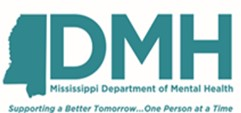 DMH
Mississippi Department of Mental Health
Supporting a Better Tomorrow...One Person at a Time